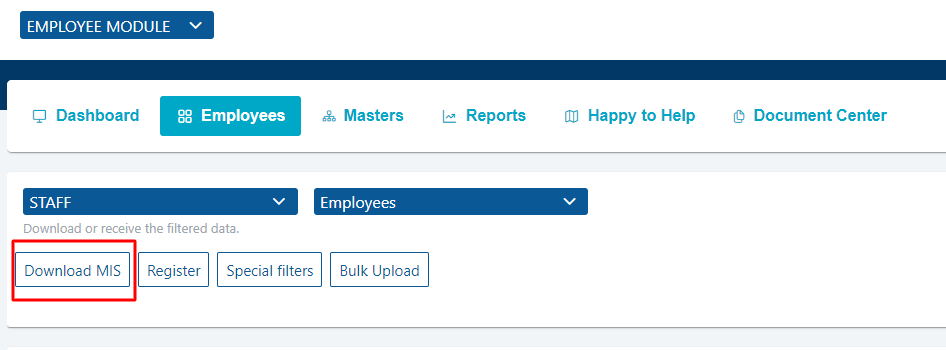 EMPLOYEE MODULE
Dashboard Employees Masters Reports Happy to Help Document Center
STAFF Employees
Download or receive the filtered data.
Download MIS Register Special filters Bulk Upload